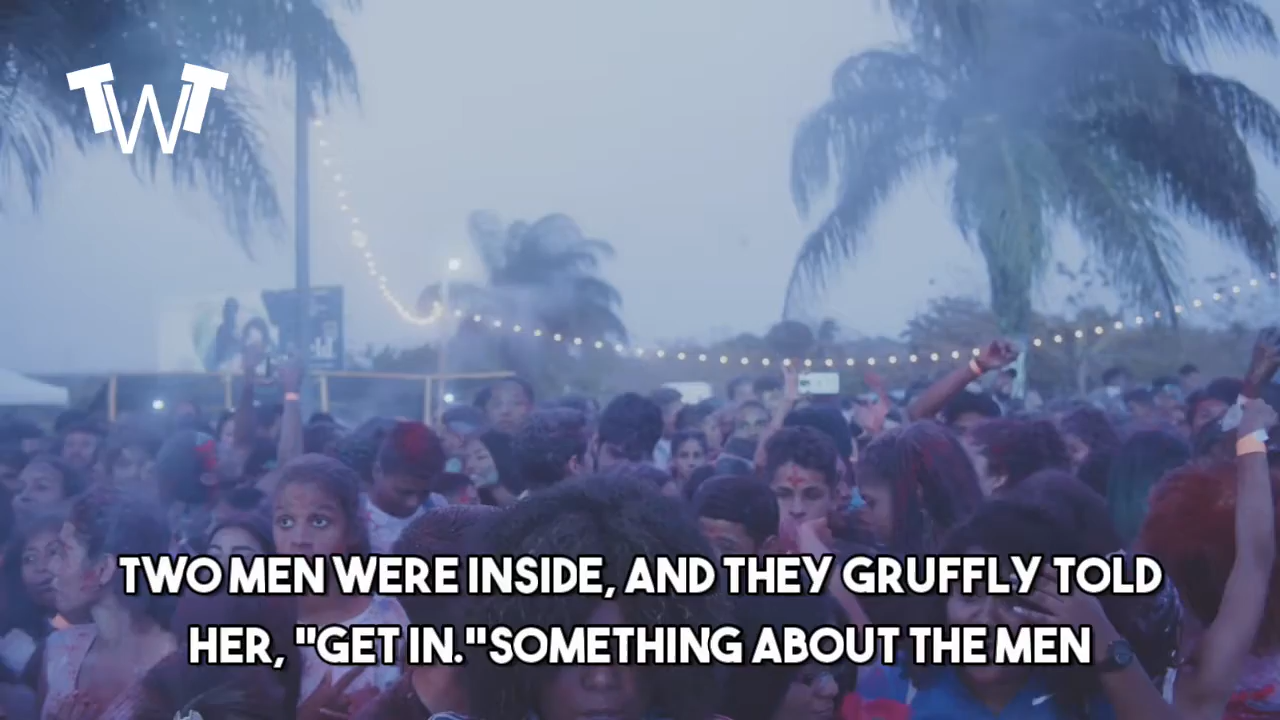 TWT
TWO MEN WERE INSIDE, AND THEY GRUFFLY TOLD
HER, "GET IN."SOMETHING ABOUT THE MEN